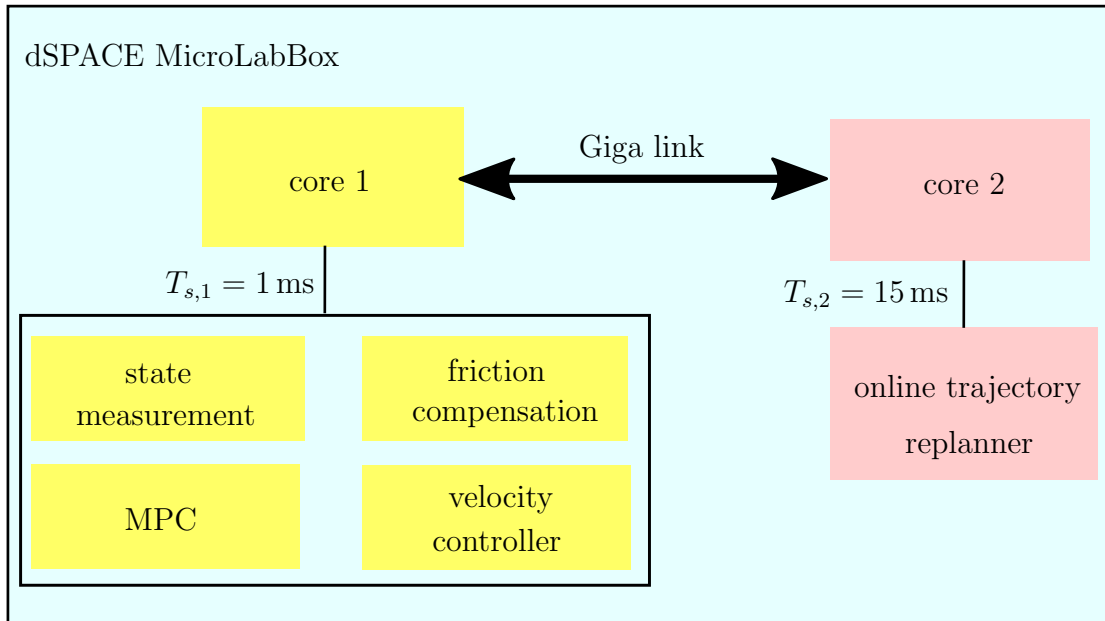 dSPACE MicroLabBox
Giga link
core 1
core 2
T_{s,1} = 1 ms
T_{s,2} = 15 ms
state
measurement
friction
compensation
online trajectory
replanner
MPC
velocity
controller